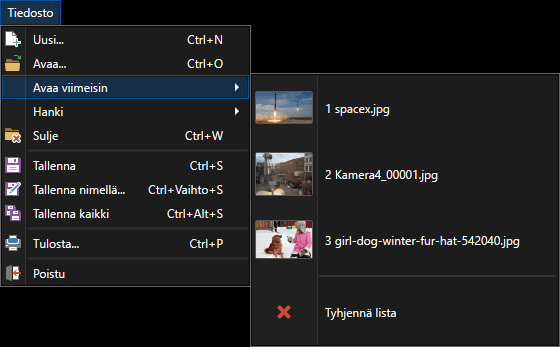 Tiedosto
Uusi... Ctrl+N
Avaa... Ctrl+O
Avaa viimeisin
Hanki
Sulje Ctrl+W
Tallenna Ctrl+S
Tallenna nimellä... Ctrl+Vaihto+S
Tallenna kaikki Ctrl+Alt+S
Tulosta... Ctrl+P
Poistu
1 spacex.jpg
2 Kamera4_00001.jpg
3 girl-dog-winter-fur-hat-542040.jpg
Tyhjennä lista